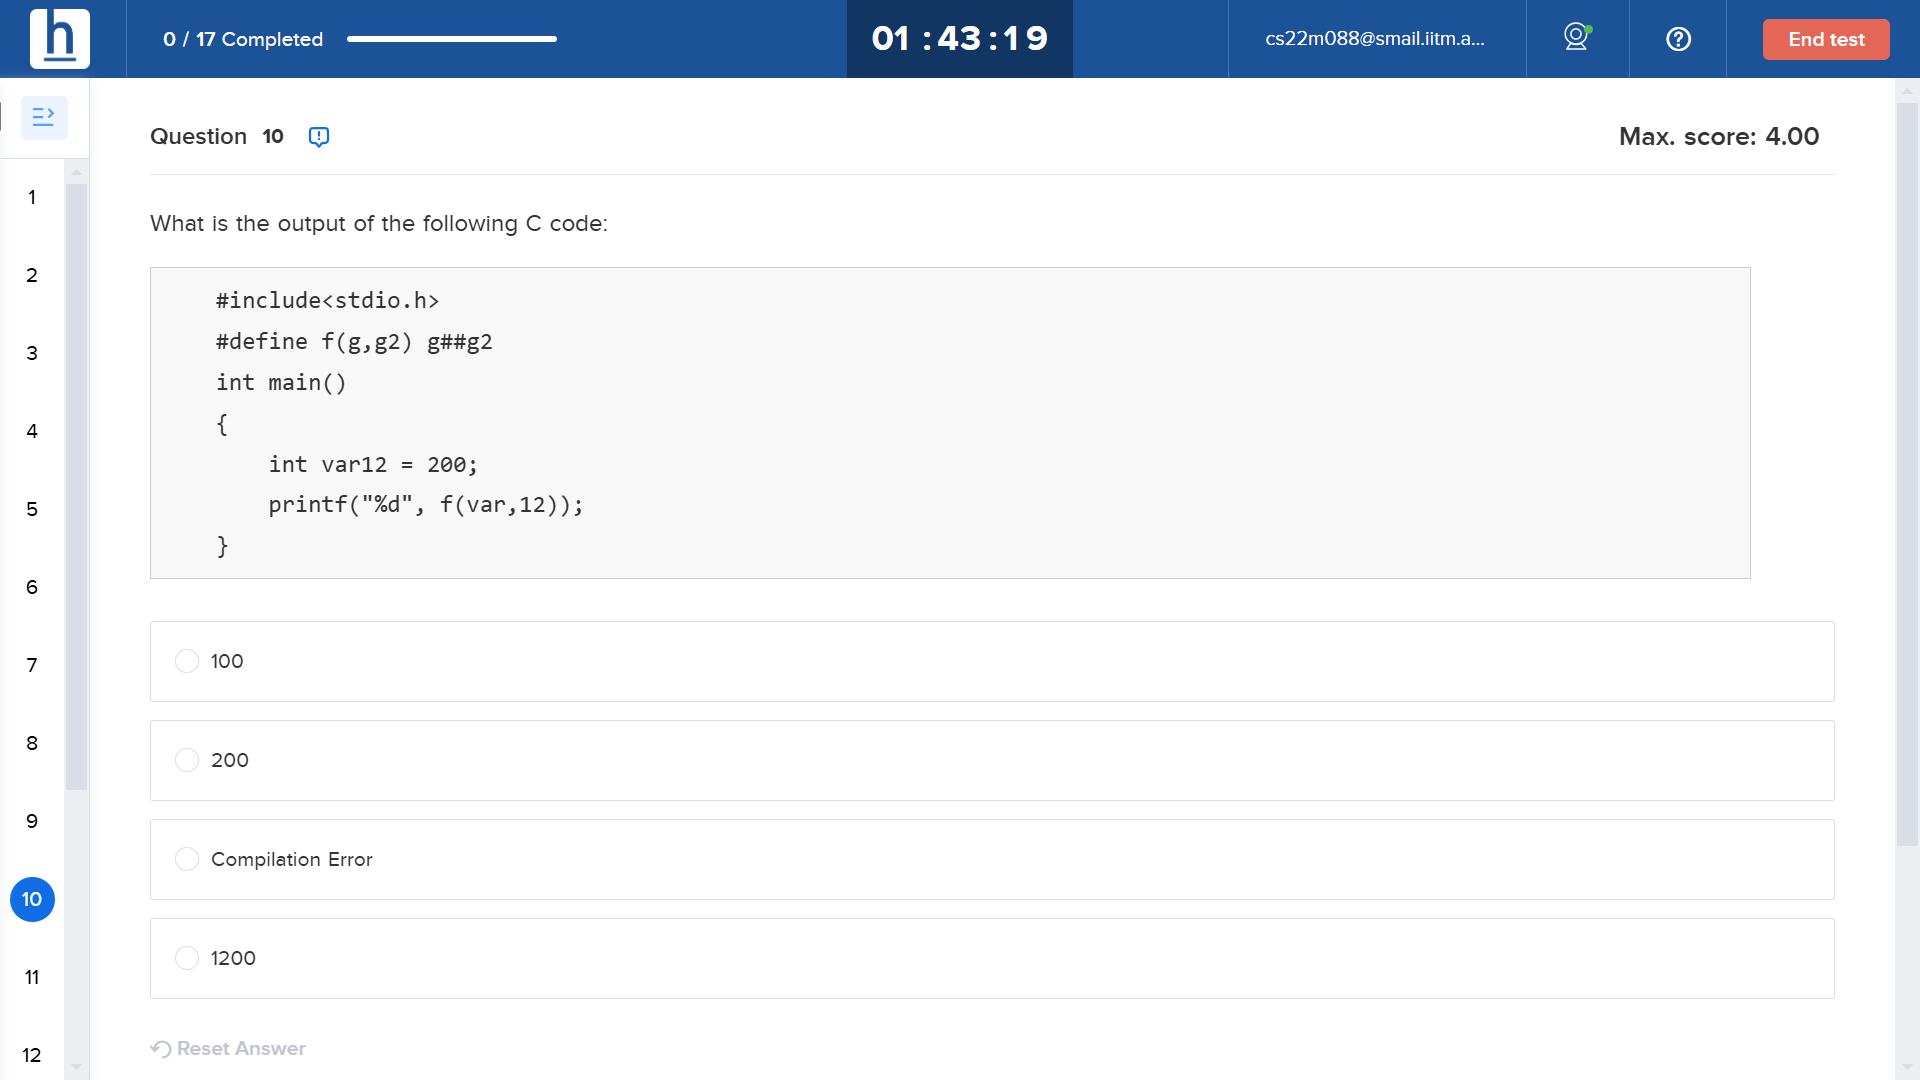 h
0 / 17 Completed
01 : 43 : 19
cs22m088@smail.iitm.a...
End test
Question 10
Max. score: 4.00
What is the output of the following C code:
#include<stdio.h>
#define f(g,g2) g##g2
int main()
{
    int var12 = 200;
    printf("%d", f(var,12));
}
100
200
Compilation Error
1200
Reset Answer
1
2
3
4
5
6
7
8
9
10
11
12